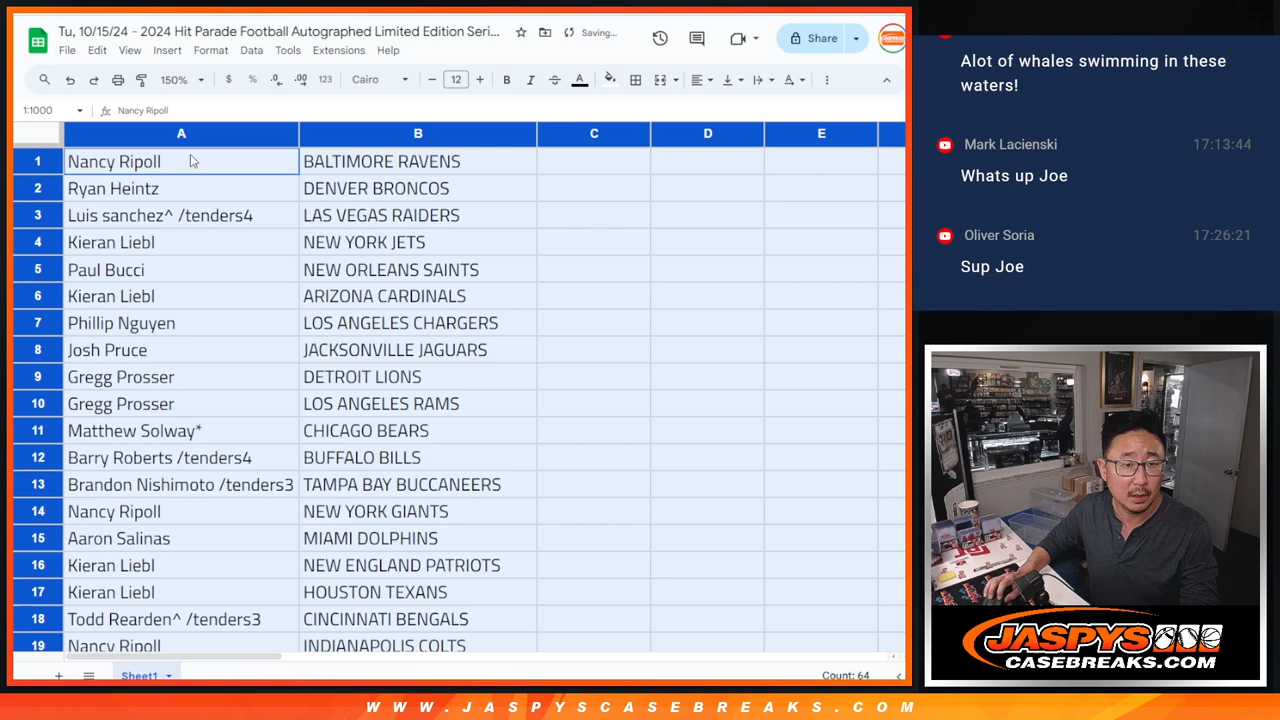 Tu, 10/15/24 - 2024 Hit Parade Football Autographed Limited Edition Seri...
Saving...
Share
File Edit View Insert Format Data Tools Extensions Help
150% $ % .0 .00 123 Cairo − 12 + B I A
1:1000 fx Nancy Ripoll
A B C D E
1 Nancy Ripoll BALTIMORE RAVENS
2 Ryan Heintz DENVER BRONCOS
3 Luis sanchez^ /tenders4 LAS VEGAS RAIDERS
4 Kieran Liebl NEW YORK JETS
5 Paul Bucci NEW ORLEANS SAINTS
6 Kieran Liebl ARIZONA CARDINALS
7 Phillip Nguyen LOS ANGELES CHARGERS
8 Josh Pruce JACKSONVILLE JAGUARS
9 Gregg Prosser DETROIT LIONS
10 Gregg Prosser LOS ANGELES RAMS
11 Matthew Solway* CHICAGO BEARS
12 Barry Roberts /tenders4 BUFFALO BILLS
13 Brandon Nishimoto /tenders3 TAMPA BAY BUCCANEERS
14 Nancy Ripoll NEW YORK GIANTS
15 Aaron Salinas MIAMI DOLPHINS
16 Kieran Liebl NEW ENGLAND PATRIOTS
17 Kieran Liebl HOUSTON TEXANS
18 Todd Rearden^ /tenders3 CINCINNATI BENGALS
19 Nancy Ripoll INDIANAPOLIS COLTS
Sheet1
Count: 64
Alot of whales swimming in these
waters!
Mark Lacienski 17:13:44
Whats up Joe
Oliver Soria 17:26:21
Sup Joe
JASPYS
CASEBREAKS.COM
WWW.JASPYSCASEBREAKS.COM